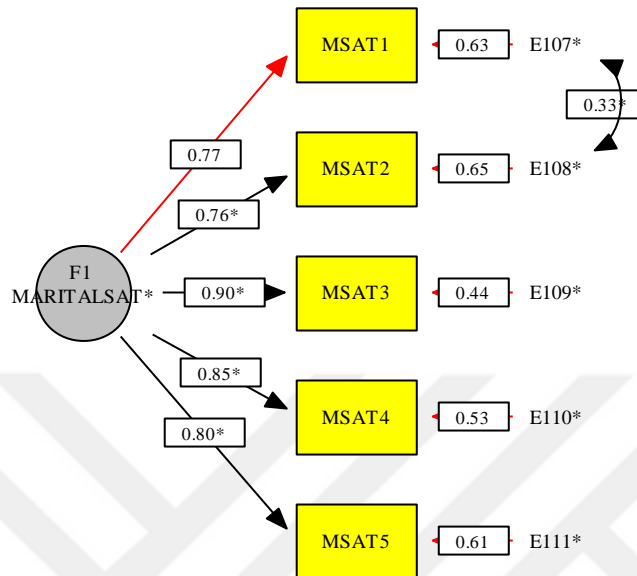 MSAT1
0.63
E107*
0.33*
0.77
MSAT2
0.65
E108*
0.76*
F1
MARITALSAT*
0.90*
MSAT3
0.44
E109*
0.85*
MSAT4
0.53
E110*
0.80*
MSAT5
0.61
E111*